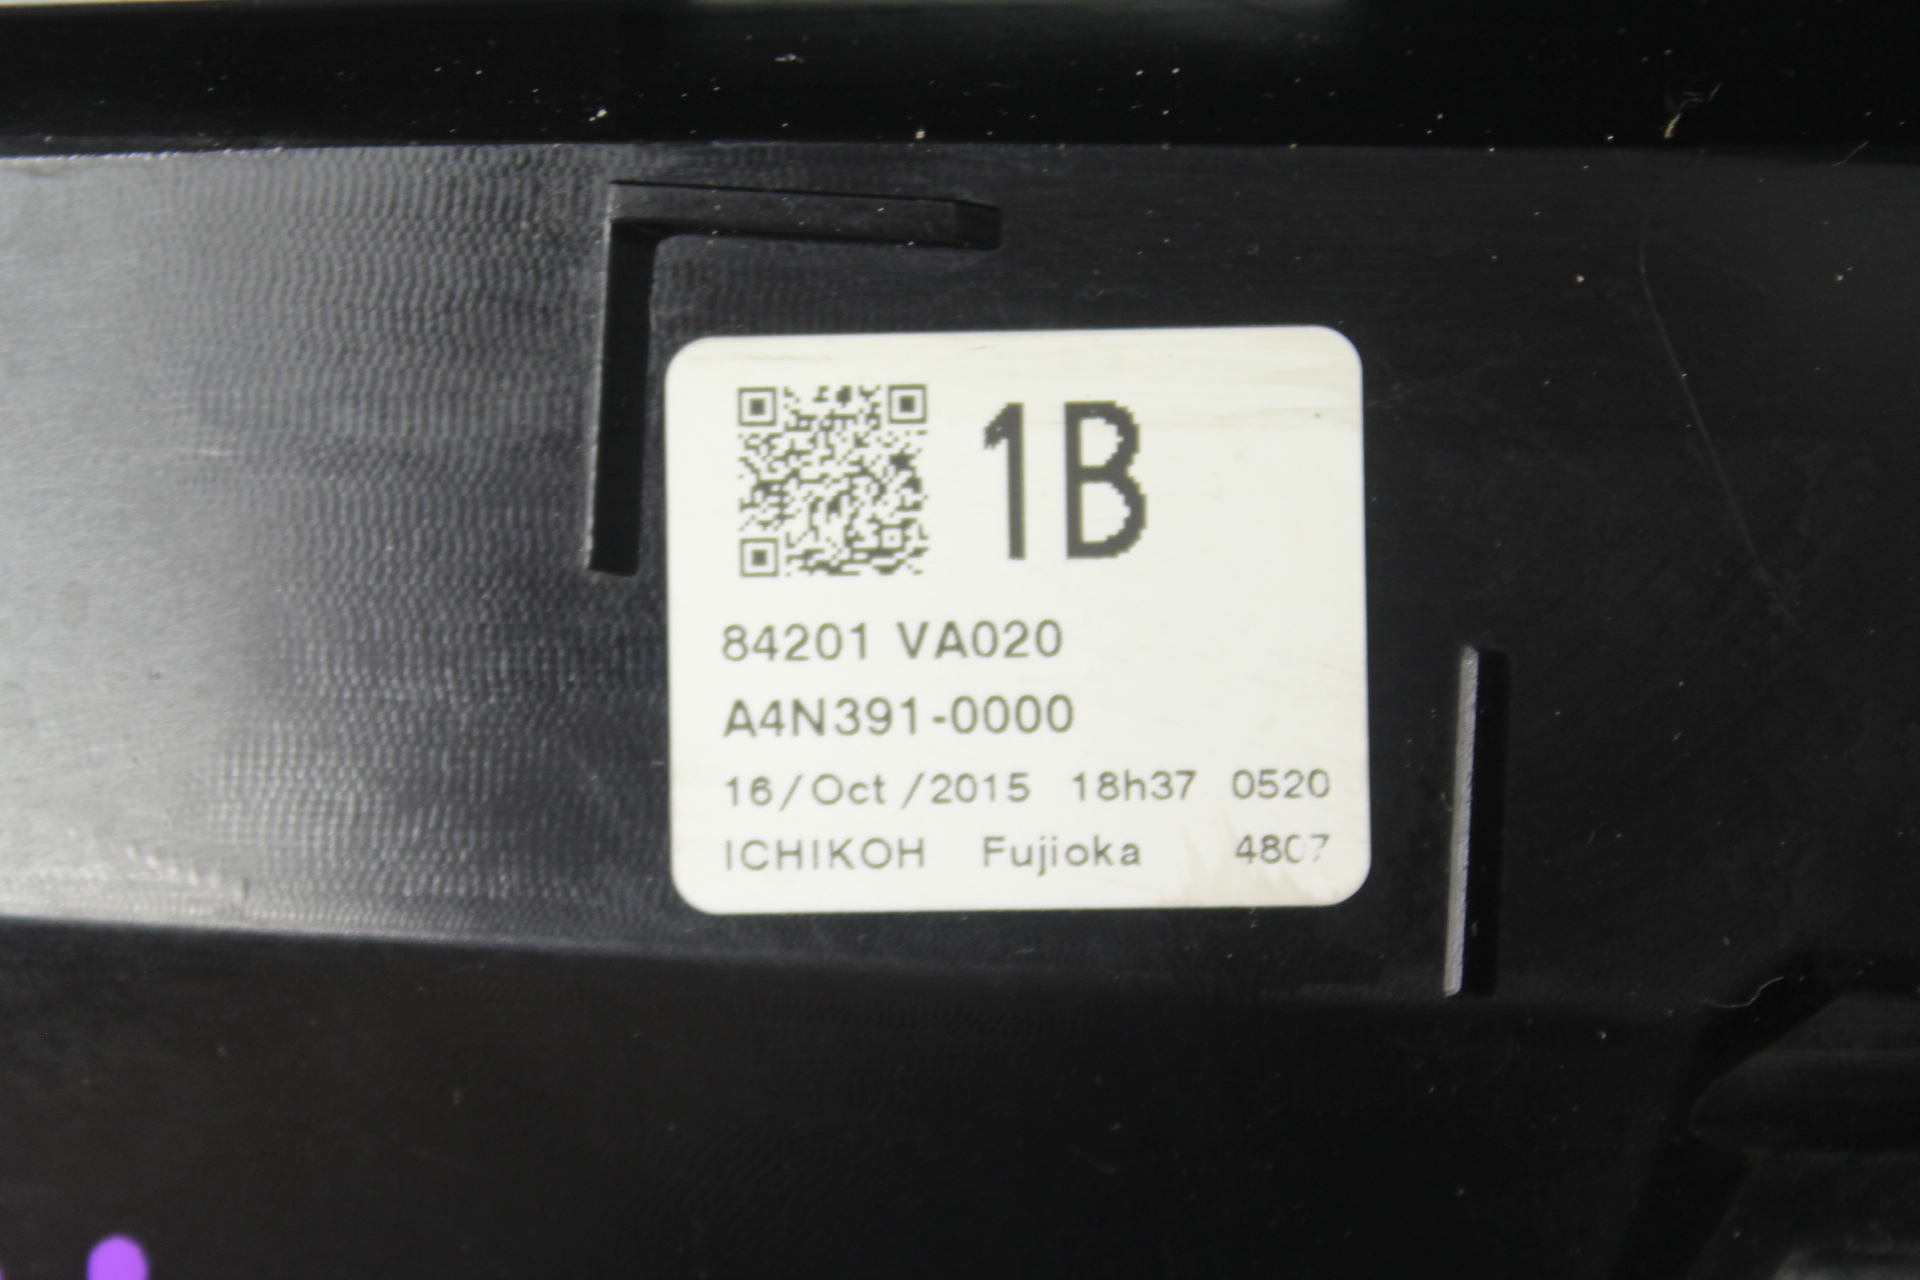 1B
84201 VA020
A4N391-0000
16/Oct/2015 18h37 0520
ICHIKOH Fujioka 4807